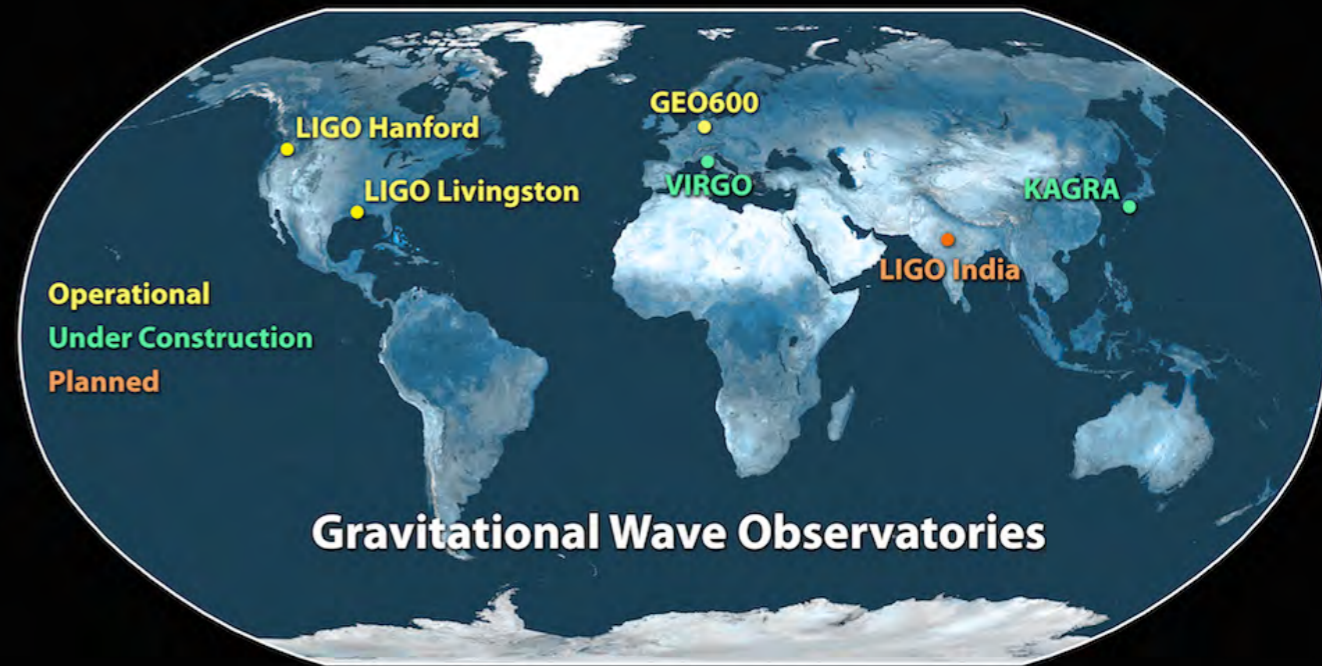 GEO600
LIGO Hanford
VIRGO
KAGRA
LIGO Livingston
LIGO India
Operational
Under Construction
Planned
Gravitational Wave Observatories